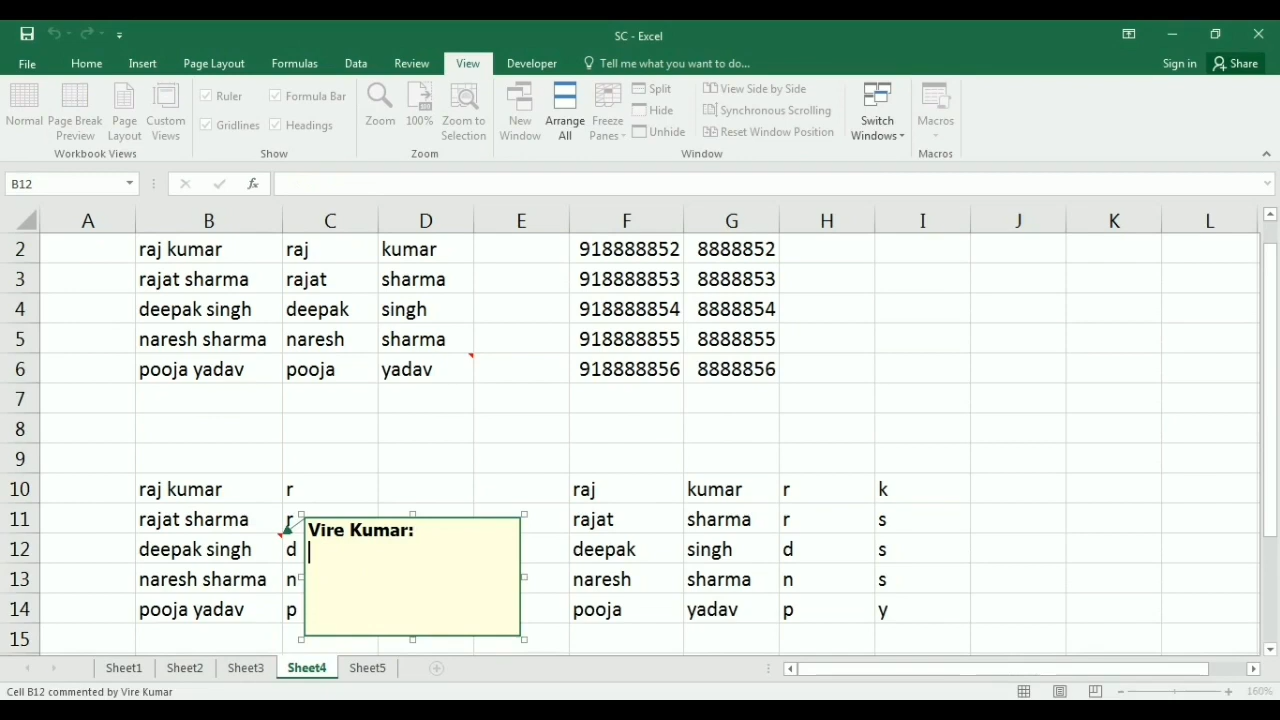 SC - Excel
File Home Insert Page Layout Formulas Data Review View Developer Tell me what you want to do... Sign in Share
Normal Page Break Preview Page Layout Custom Views
Workbook Views
Ruler Formula Bar
Gridlines Headings
Show
Zoom 100% Zoom to Selection
Zoom
New Window Arrange All Freeze Panes
Split
Hide
Unhide
View Side by Side
Synchronous Scrolling
Reset Window Position
Switch Windows
Window
Macros
Macros
B12 fx
A B C D E F G H I J K L
2 raj kumar raj kumar 918888852 8888852
3 rajat sharma rajat sharma 918888853 8888853
4 deepak singh deepak singh 918888854 8888854
5 naresh sharma naresh sharma 918888855 8888855
6 pooja yadav pooja yadav 918888856 8888856
7
8
9
10 raj kumar r raj kumar r k
11 rajat sharma r rajat sharma r s
Vire Kumar:
12 deepak singh d deepak singh d s
13 naresh sharma n naresh sharma n s
14 pooja yadav p pooja yadav p y
15
Sheet1 Sheet2 Sheet3 Sheet4 Sheet5
Cell B12 commented by Vire Kumar 160%